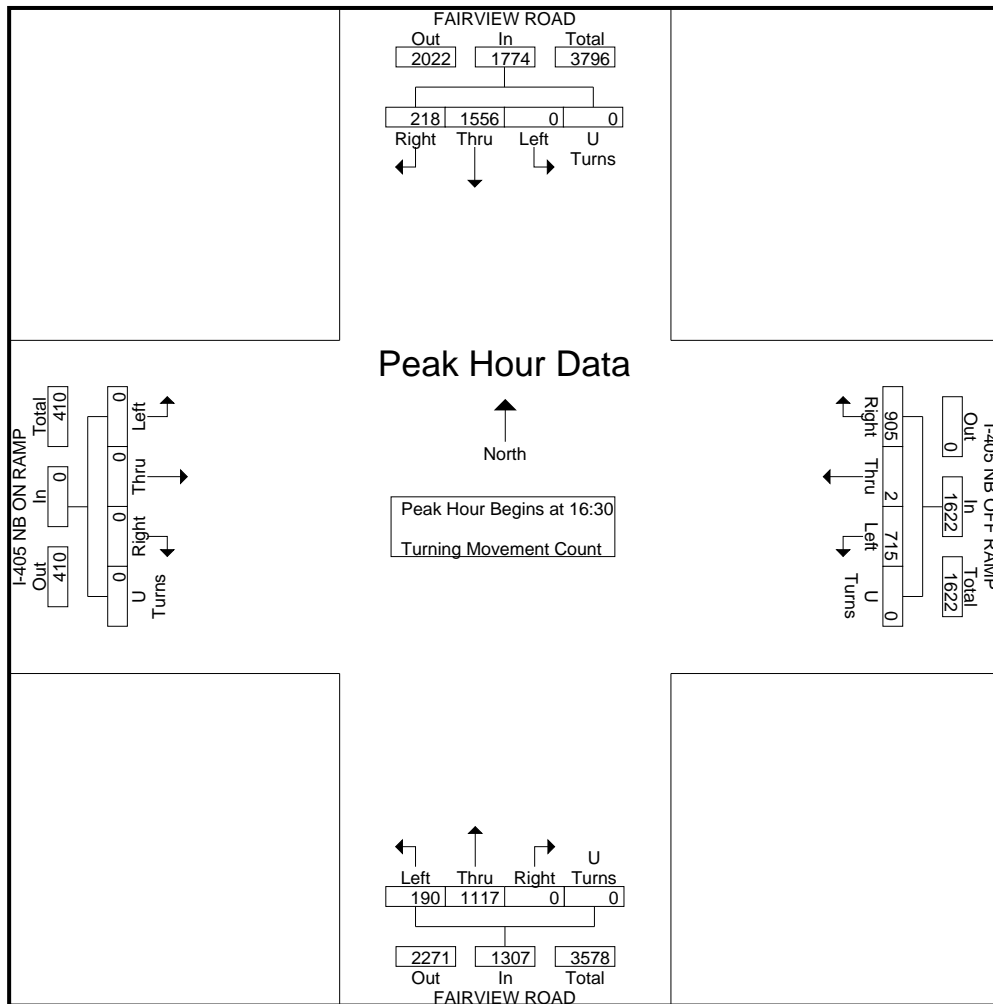 FAIRVIEW ROAD
Out In Total
2022 1774 3796
218 1556 0 0
Right Thru Left U
Turns
Peak Hour Data
North
Peak Hour Begins at 16:30
Turning Movement Count
I-405 NB ON RAMP
Total In Out
410 0 410
0 0 0 0
Left Thru Right U
Turns
I-405 NB OFF RAMP
Out In Total
0 1622 1622
905 2 715 0
Right Thru Left U
Turns
U
Left Thru Right Turns
190 1117 0 0
2271 1307 3578
Out In Total
FAIRVIEW ROAD